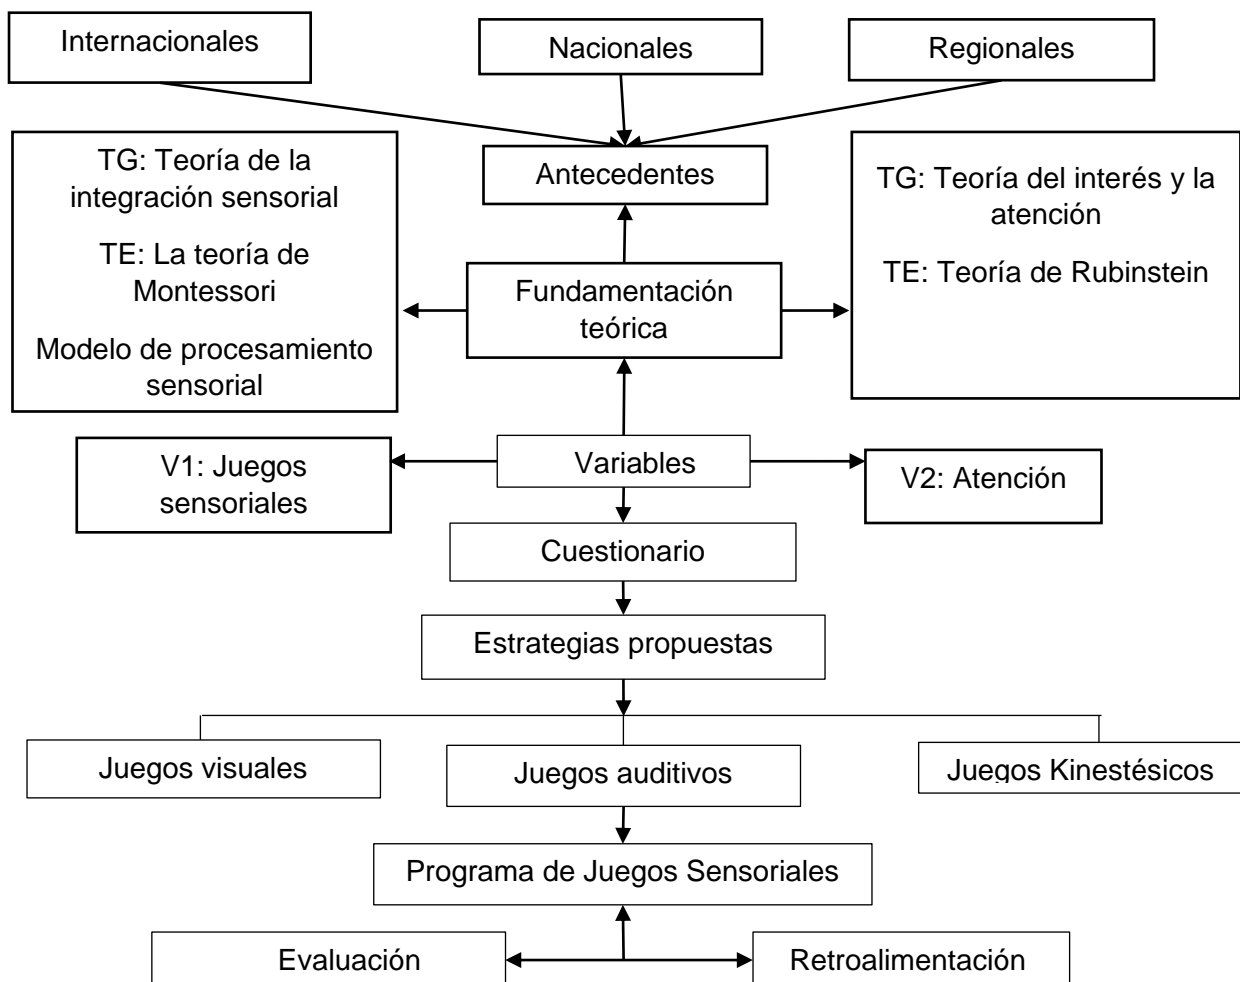 Internacionales
Nacionales
Regionales
TG: Teoría de la
integración sensorial
TE: La teoría de
Montessori
Modelo de procesamiento
sensorial
Antecedentes
TG: Teoría del interés y la
atención
TE: Teoría de Rubinstein
Fundamentación
teórica
V1: Juegos
sensoriales
Variables
V2: Atención
Cuestionario
Estrategias propuestas
Juegos visuales
Juegos auditivos
Juegos Kinestésicos
Programa de Juegos Sensoriales
Evaluación
Retroalimentación